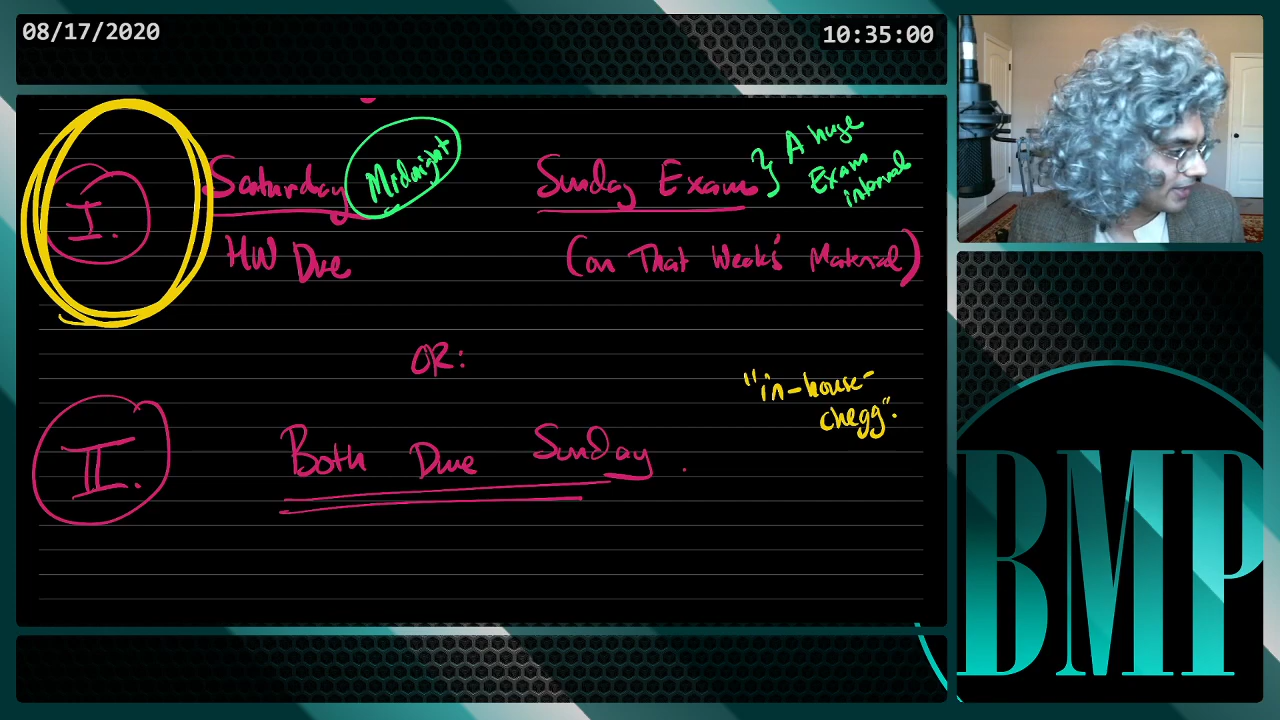 08/17/2020
10:35:00
I.
Saturday
Midnight
HW Due
Sunday Exam
(on That Week's Material)
} A huge
Exam
interval
OR:
"in-house-
chegg".
II.
Both Due Sunday.
BMP